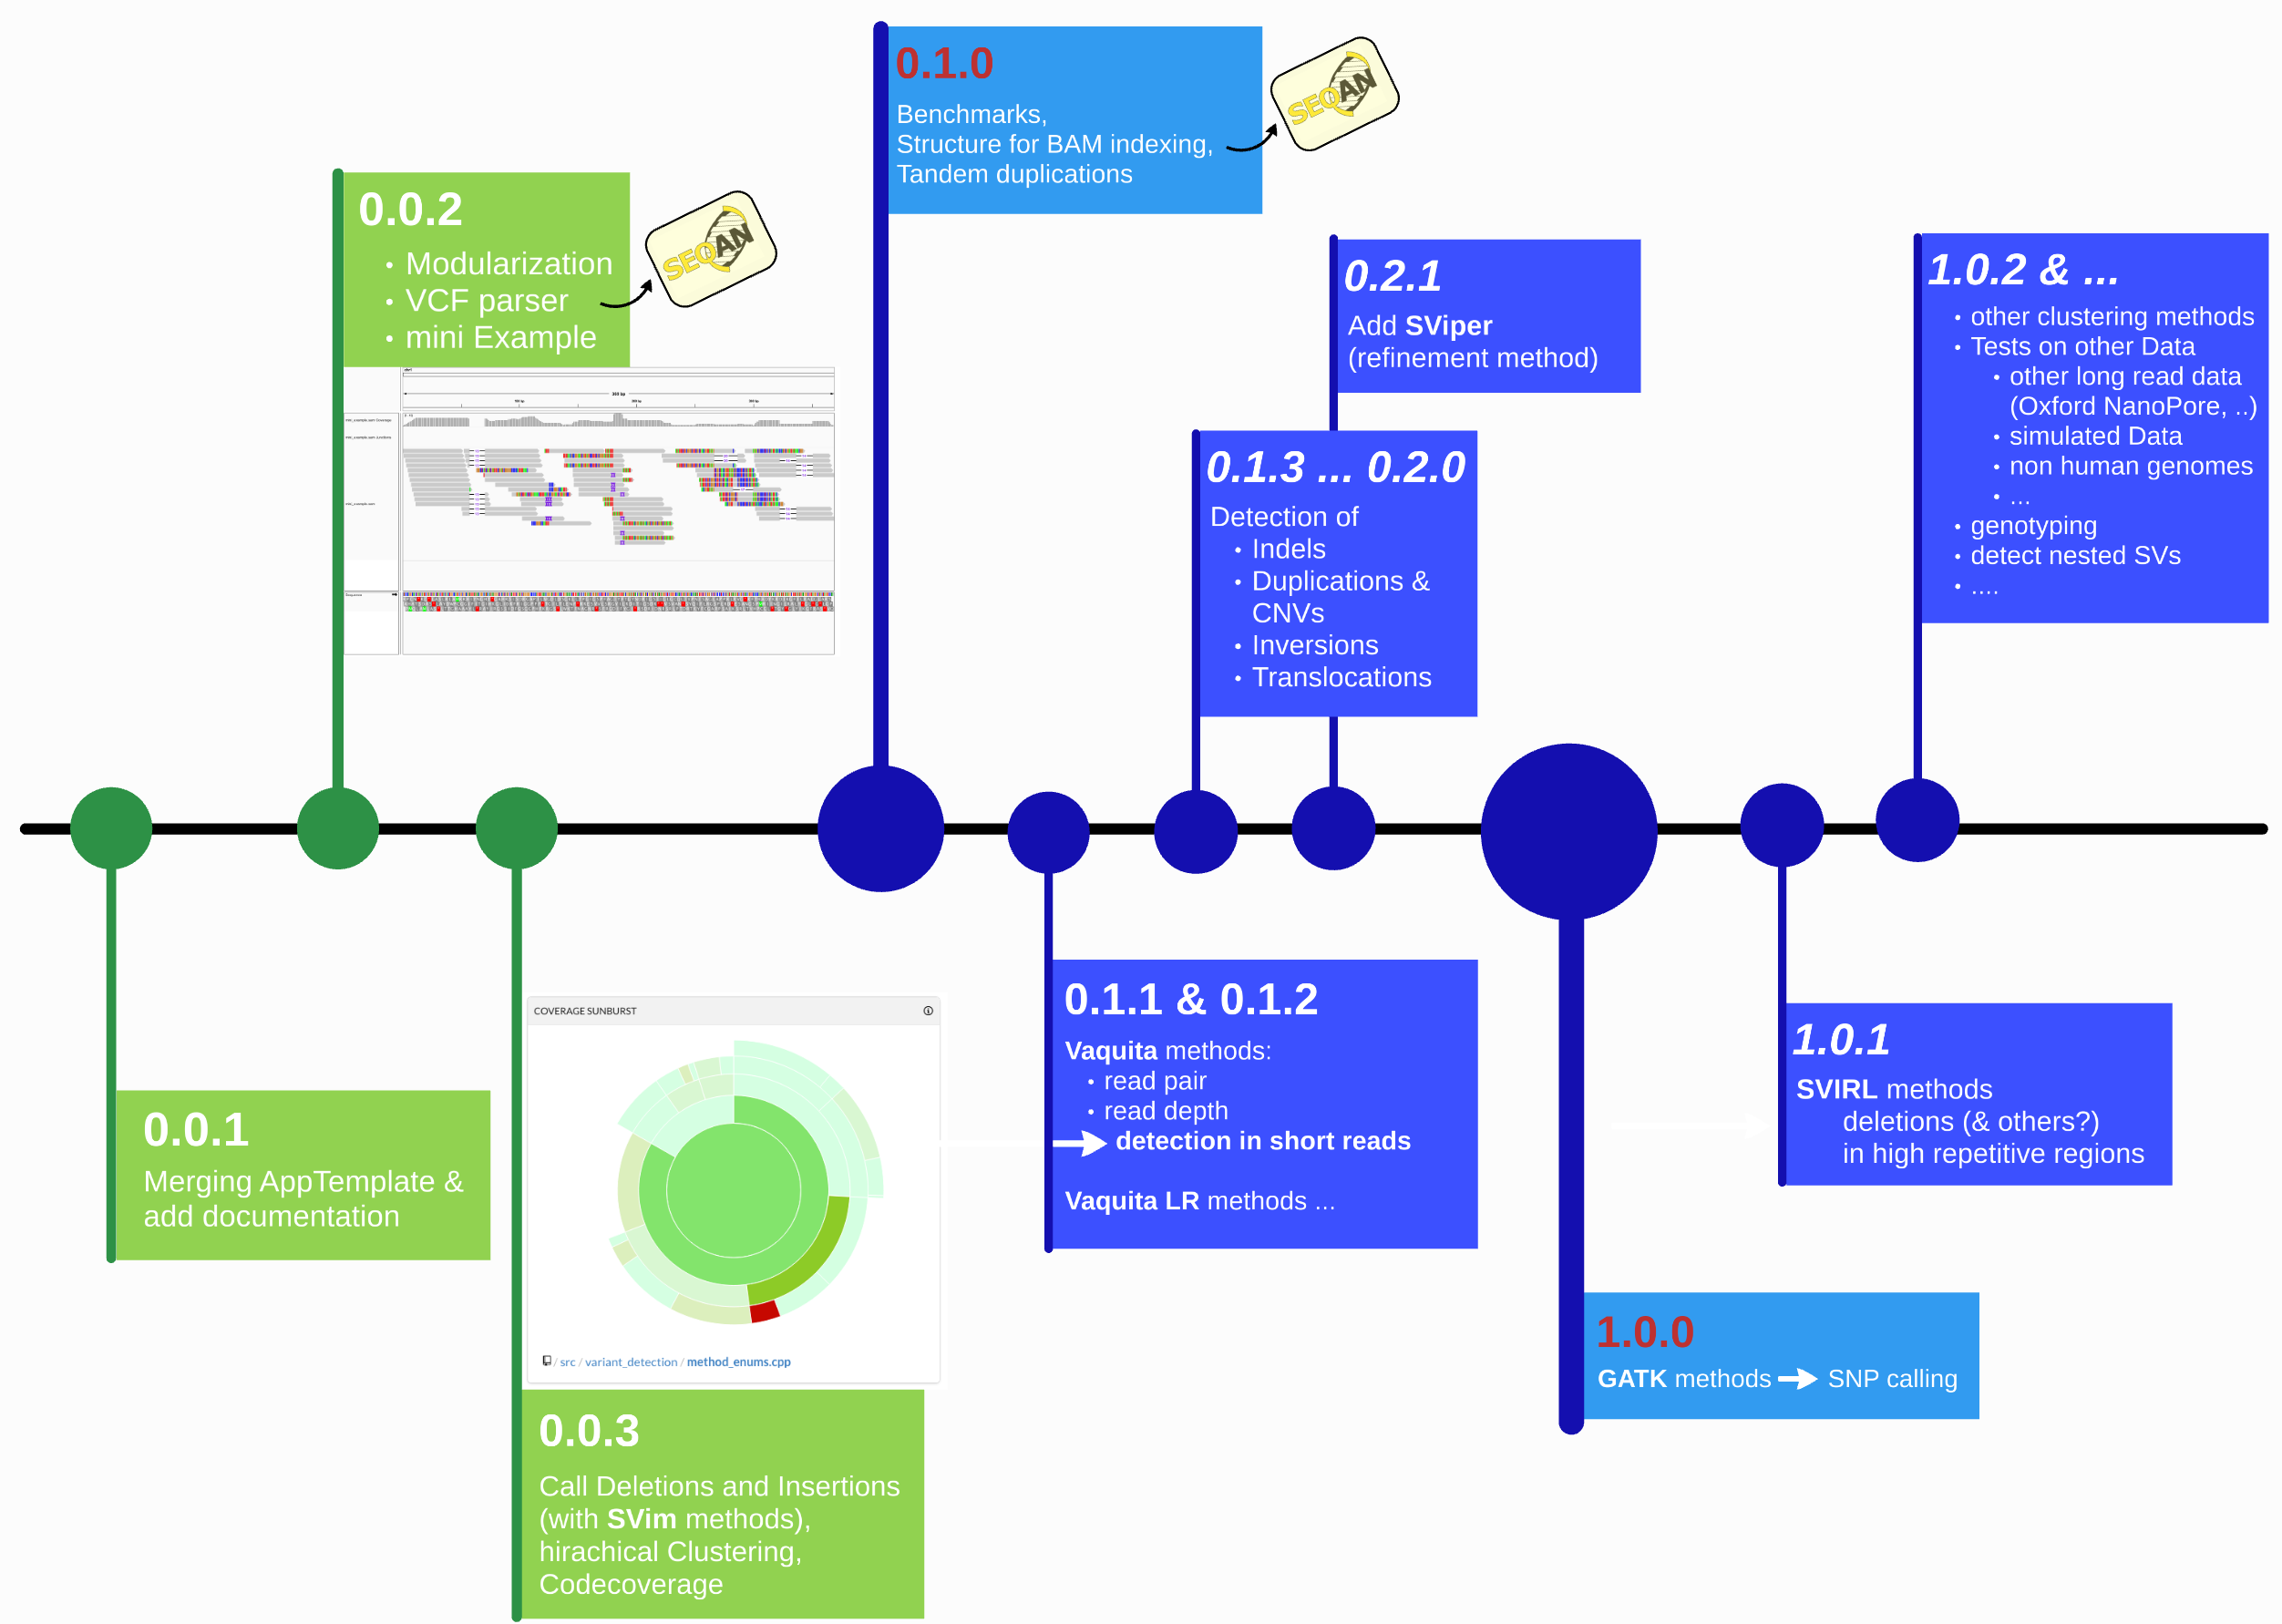 0.1.0
Benchmarks,
Structure for BAM indexing,
Tandem duplications
SEQAN
0.0.2
• Modularization
• VCF parser
• mini Example
SEQAN
0.2.1
Add SViper
(refinement method)
1.0.2 & ...
• other clustering methods
• Tests on other Data
• other long read data
(Oxford NanoPore, ..)
• simulated Data
• non human genomes
• ...
• genotyping
• detect nested SVs
• ....
0.1.3 ... 0.2.0
Detection of
• Indels
• Duplications &
CNVs
• Inversions
• Translocations
0.0.1
Merging AppTemplate &
add documentation
COVERAGE SUNBURST
/ src / variant_detection / method_enums.cpp
0.0.3
Call Deletions and Insertions
(with SVim methods),
hirachical Clustering,
Codecoverage
0.1.1 & 0.1.2
Vaquita methods:
• read pair
• read depth
detection in short reads
Vaquita LR methods ...
1.0.1
SVIRL methods
deletions (& others?)
in high repetitive regions
1.0.0
GATK methods → SNP calling